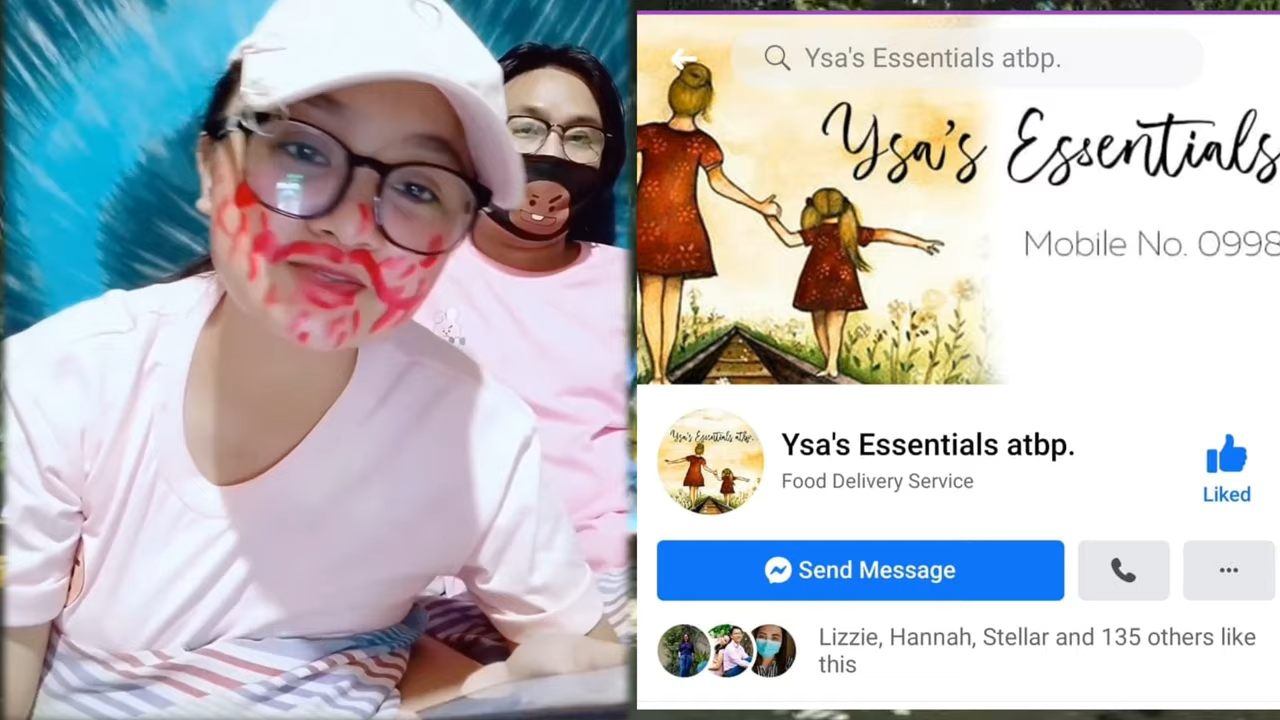 Ysa's Essentials atbp.
Ysa's Essentials
Mobile No. 0998
Ysa's Essentials atbp.
Ysa's Essentials atbp.
Food Delivery Service
Liked
Send Message
Lizzie, Hannah, Stellar and 135 others like
this